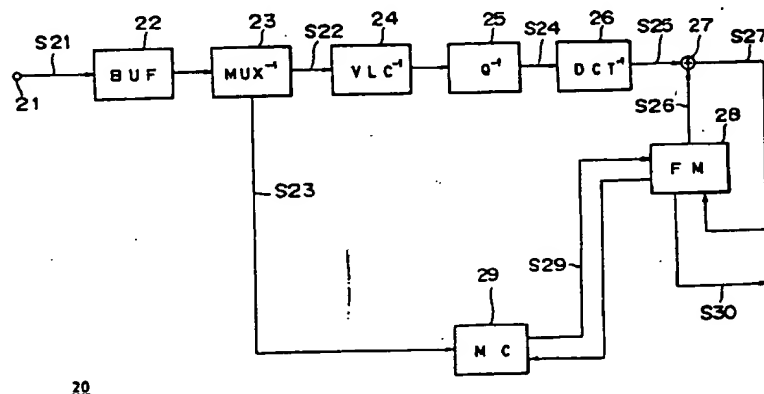 22 23 24 25 26
S21 S22 S24 S25 27 S27
BUF MUX⁻¹ VLC⁻¹ Q⁻¹ DCT⁻¹
21
S26 28
FM
S23
S29
29 S30
MC
20